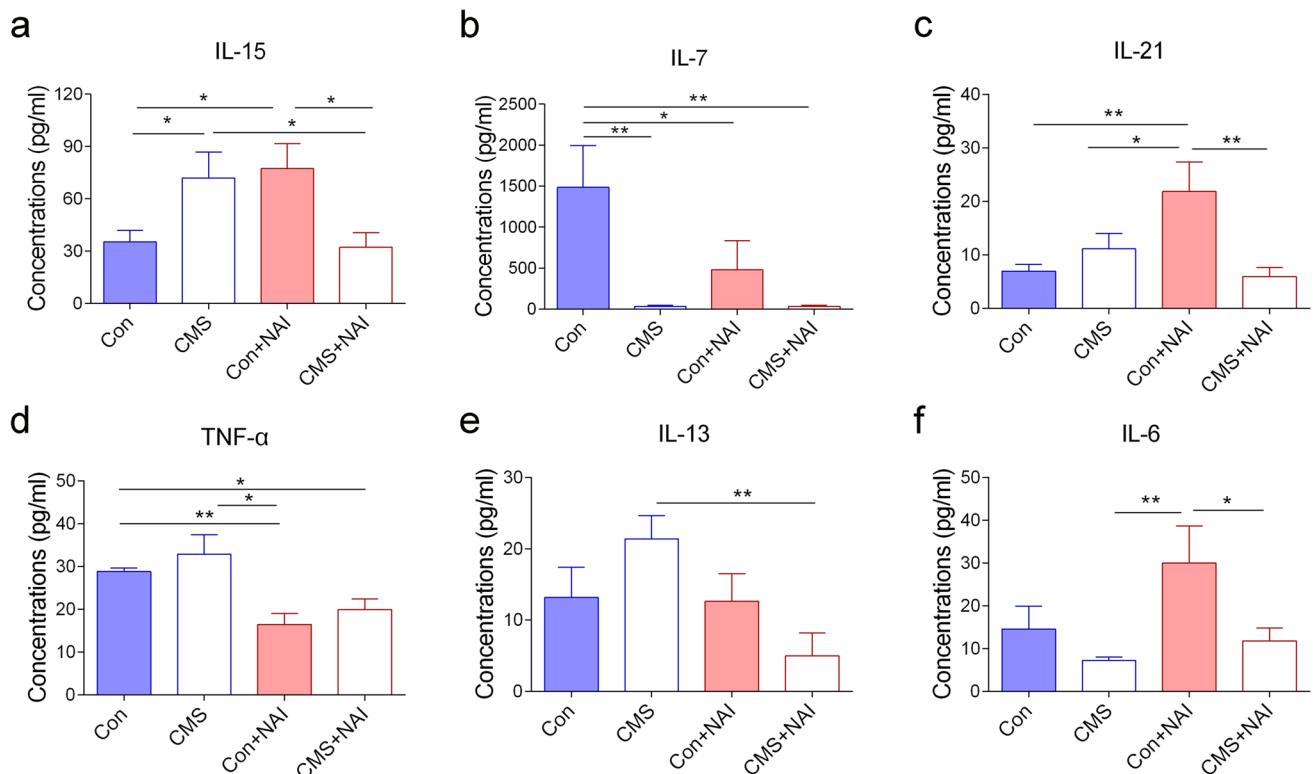 a
IL-15
Concentrations (pg/ml)
120
90
60
30
0
*
*
*
*
Con
CMS
Con+NAI
CMS+NAI
b
IL-7
Concentrations (pg/ml)
2500
2000
1500
1000
500
0
**
*
**
Con
CMS
Con+NAI
CMS+NAI
c
IL-21
Concentrations (pg/ml)
40
30
20
10
0
**
*
**
Con
CMS
Con+NAI
CMS+NAI
d
TNF-α
Concentrations (pg/ml)
50
40
30
20
10
0
*
*
**
Con
CMS
Con+NAI
CMS+NAI
e
IL-13
Concentrations (pg/ml)
30
20
10
0
**
Con
CMS
Con+NAI
CMS+NAI
f
IL-6
Concentrations (pg/ml)
50
40
30
20
10
0
**
*
Con
CMS
Con+NAI
CMS+NAI